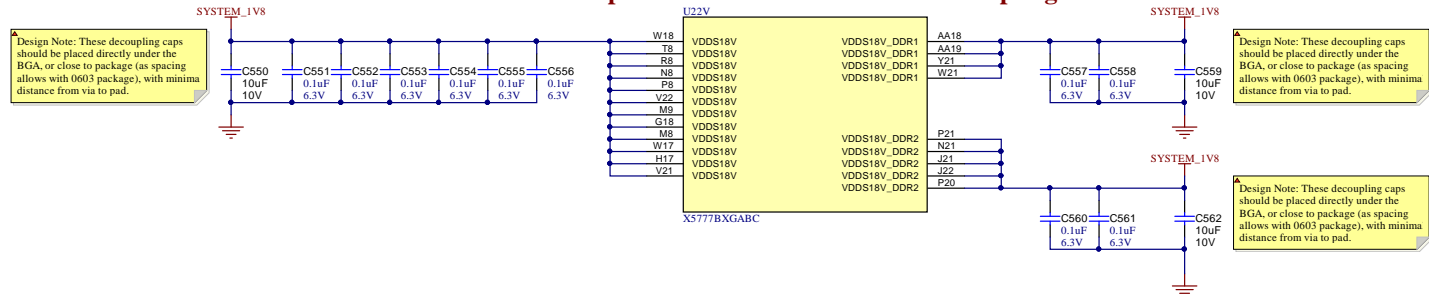 SYSTEM_1V8
Design Note: These decoupling caps
should be placed directly under the
BGA, or close to package (as spacing
allows with 0603 package), with minima
distance from via to pad.
C550
10uF
10V
C551
0.1uF
6.3V
C552
0.1uF
6.3V
C553
0.1uF
6.3V
C554
0.1uF
6.3V
C555
0.1uF
6.3V
C556
0.1uF
6.3V
U22V
W18 VDDS18V
T8 VDDS18V
R8 VDDS18V
N8 VDDS18V
P8 VDDS18V
V22 VDDS18V
M9 VDDS18V
G18 VDDS18V
M8 VDDS18V
W17 VDDS18V
H17 VDDS18V
V21 VDDS18V
VDDS18V_DDR1 AA18
VDDS18V_DDR1 AA19
VDDS18V_DDR1 Y21
VDDS18V_DDR1 W21
VDDS18V_DDR2 P21
VDDS18V_DDR2 N21
VDDS18V_DDR2 J21
VDDS18V_DDR2 J22
VDDS18V_DDR2 P20
X5777BXGABC
SYSTEM_1V8
C557
0.1uF
6.3V
C558
0.1uF
6.3V
C559
10uF
10V
Design Note: These decoupling caps
should be placed directly under the
BGA, or close to package (as spacing
allows with 0603 package), with minima
distance from via to pad.
SYSTEM_1V8
C560
0.1uF
6.3V
C561
0.1uF
6.3V
C562
10uF
10V
Design Note: These decoupling caps
should be placed directly under the
BGA, or close to package (as spacing
allows with 0603 package), with minima
distance from via to pad.